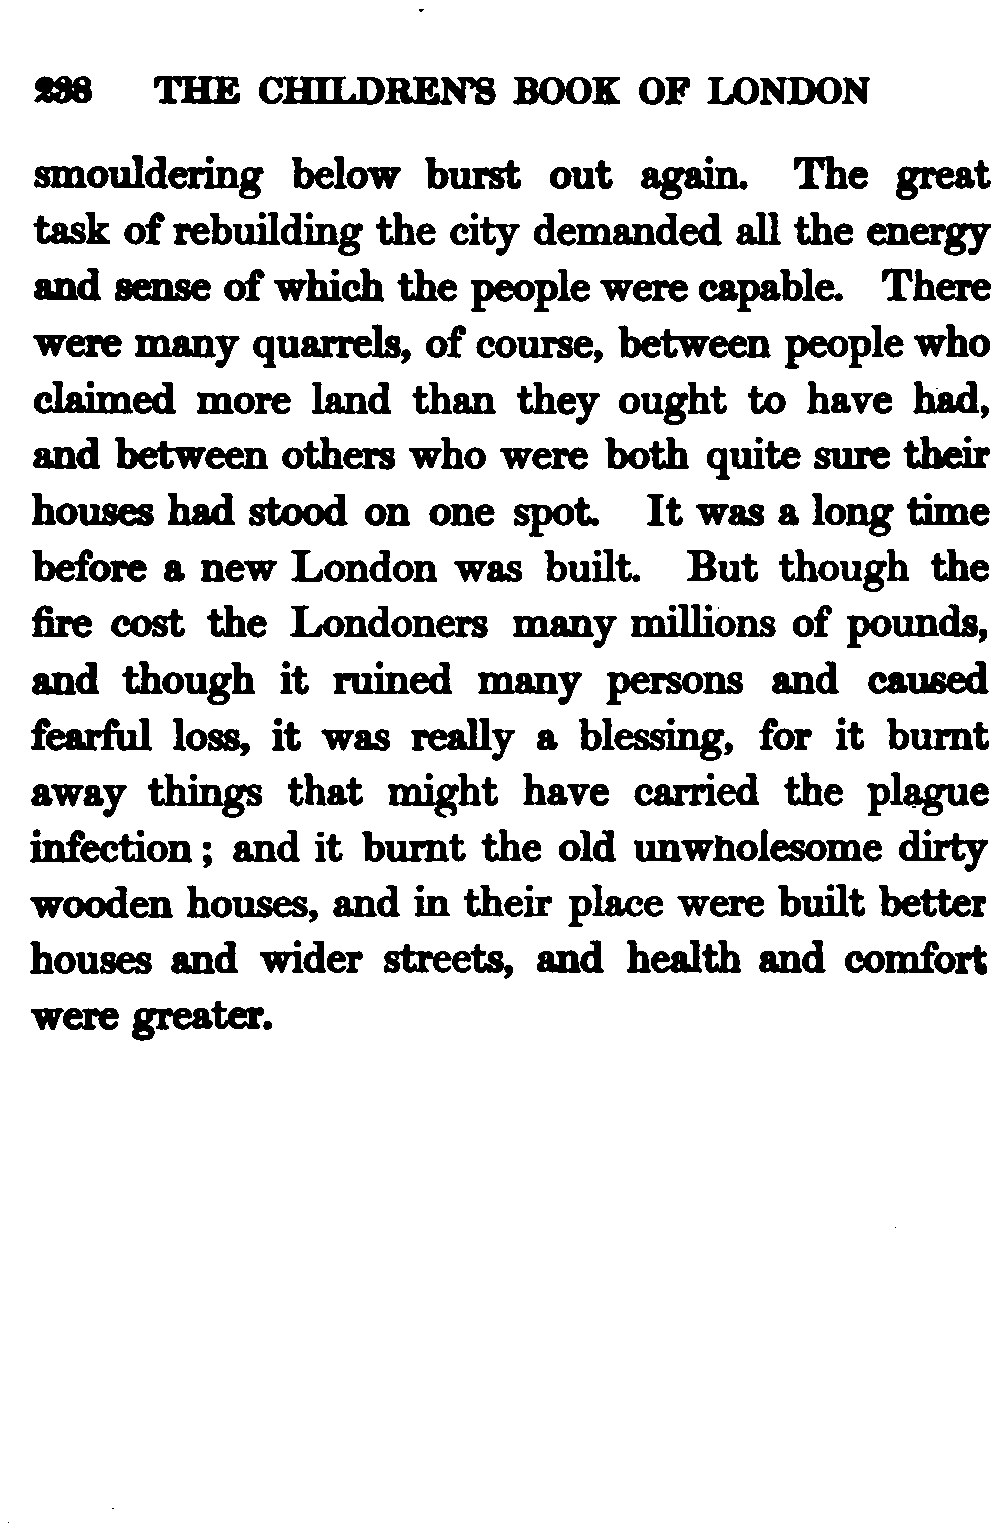 238 THE CHILDREN'S BOOK OF LONDON
smouldering below burst out again. The great
task of rebuilding the city demanded all the energy
and sense of which the people were capable. There
were many quarrels, of course, between people who
claimed more land than they ought to have had,
and between others who were both quite sure their
houses had stood on one spot. It was a long time
before a new London was built. But though the
fire cost the Londoners many millions of pounds,
and though it ruined many persons and caused
fearful loss, it was really a blessing, for it burnt
away things that might have carried the plague
infection; and it burnt the old unwholesome dirty
wooden houses, and in their place were built better
houses and wider streets, and health and comfort
were greater.